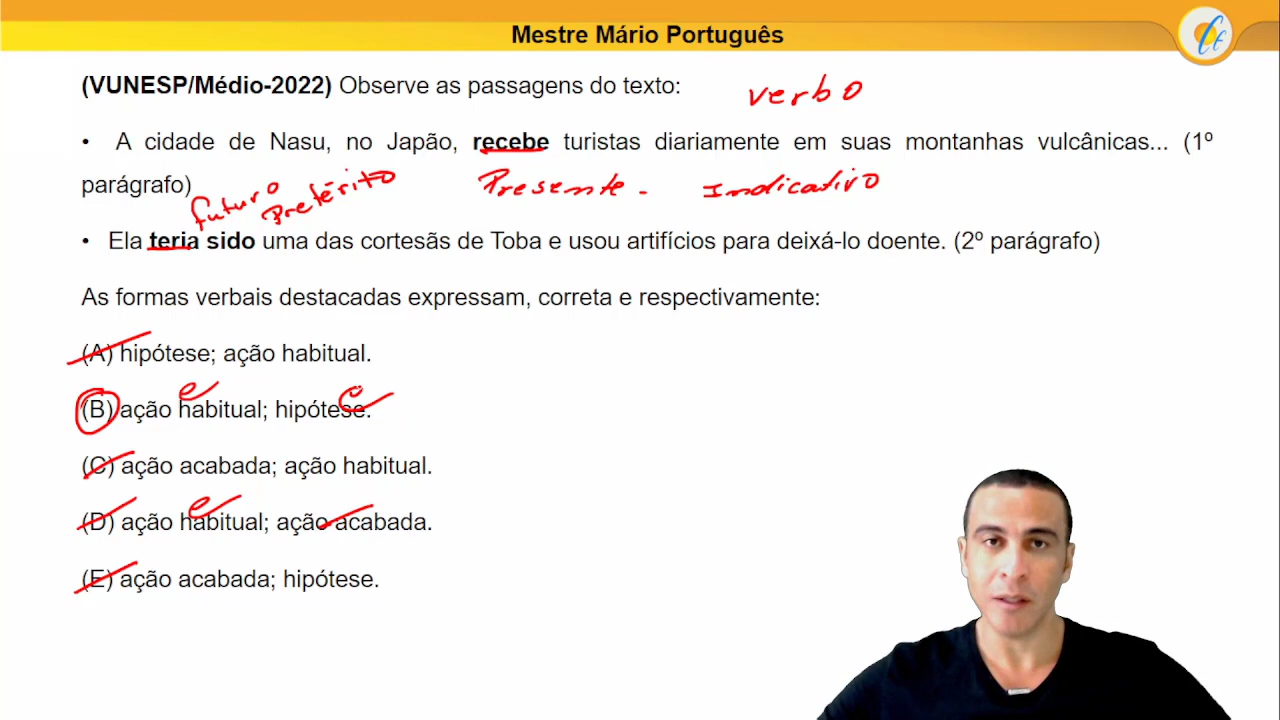 Mestre Mário Português
(VUNESP/Médio-2022) Observe as passagens do texto:
verbo
• A cidade de Nasu, no Japão, recebe turistas diariamente em suas montanhas vulcânicas... (1º
parágrafo)
futuro
Pretérito
Presente - Indicativo
• Ela teria sido uma das cortesãs de Toba e usou artifícios para deixá-lo doente. (2º parágrafo)
As formas verbais destacadas expressam, correta e respectivamente:
(A) hipótese; ação habitual.
(B) ação habitual; hipótese.
(C) ação acabada; ação habitual.
(D) ação habitual; ação acabada.
(E) ação acabada; hipótese.